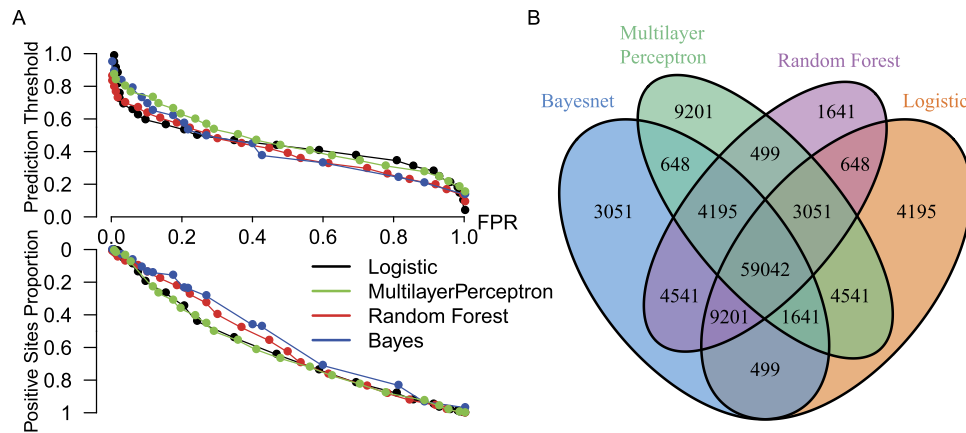 A
Prediction Threshold
1.0
0.8
0.6
0.4
0.2
0.0
0.0
0.2
0.4
0.6
0.8
1.0
FPR
Positive Sites Proportion
0
0.2
0.4
0.6
0.8
1
Logistic
MultilayerPerceptron
Random Forest
Bayes
B
Multilayer
Perceptron
Random Forest
Bayesnet
Logistic
9201
1641
648
499
648
3051
4195
3051
4195
59042
4541
4541
9201
1641
499